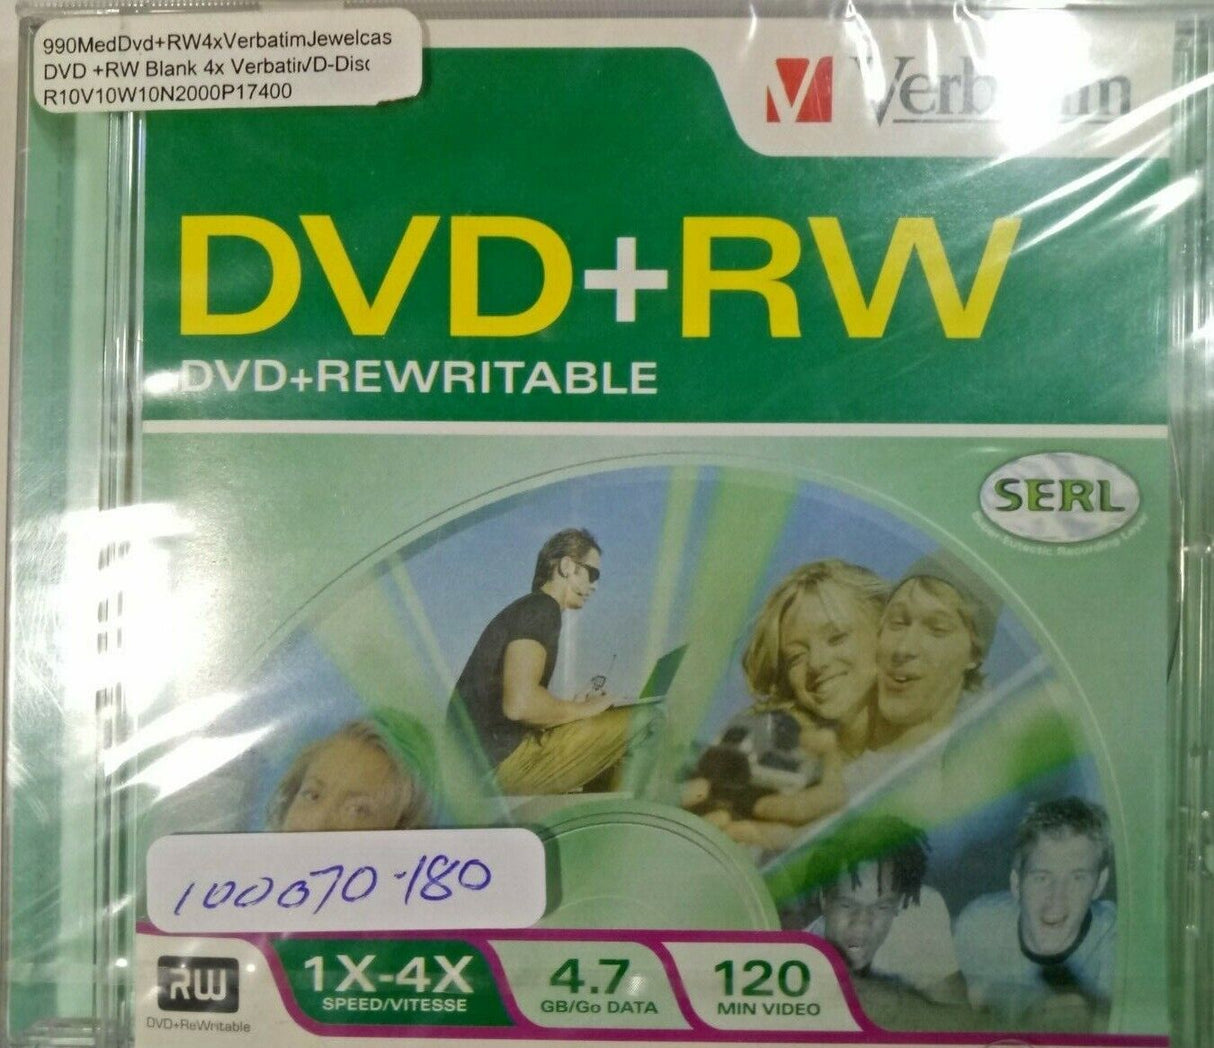 990MedDvd+RW4xVerbatimJewelcas
DVD +RW Blank 4x Verbatin/D-Disc
R10V10W10N2000P17400
Verbatim
DVD+RW
DVD+REWRITABLE
SERL
100070-180
RW
DVD+ReWritable
1X-4X
SPEED/VITESSE
4.7
GB/Go DATA
120
MIN VIDEO